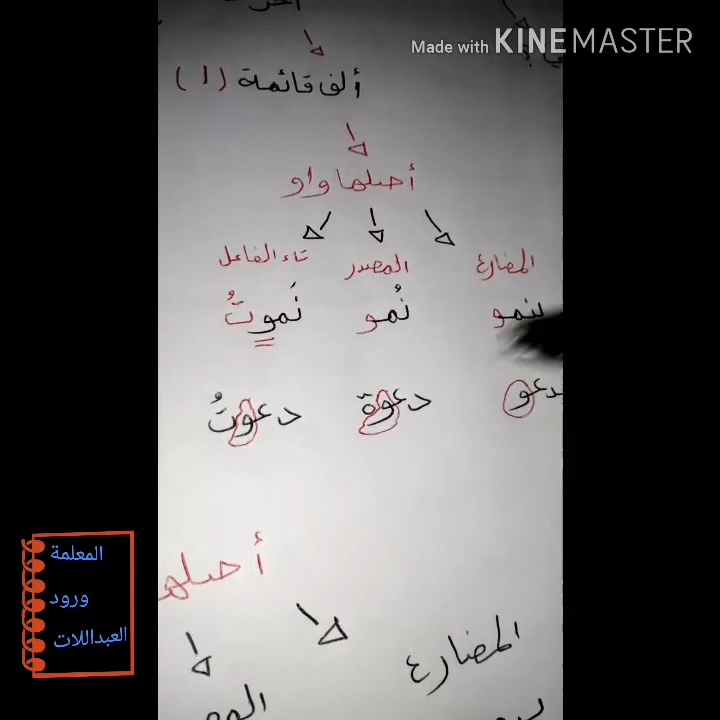 Made with KINEMASTER
ألف قائمة (ا)
أصلها واو
المضارع المصدر تاء الفاعل
ينمو نُمو نَموتُ
يدعو دعوة دعوتُ
أصلها
المضارع
المعلمة
ورود
العبداللات